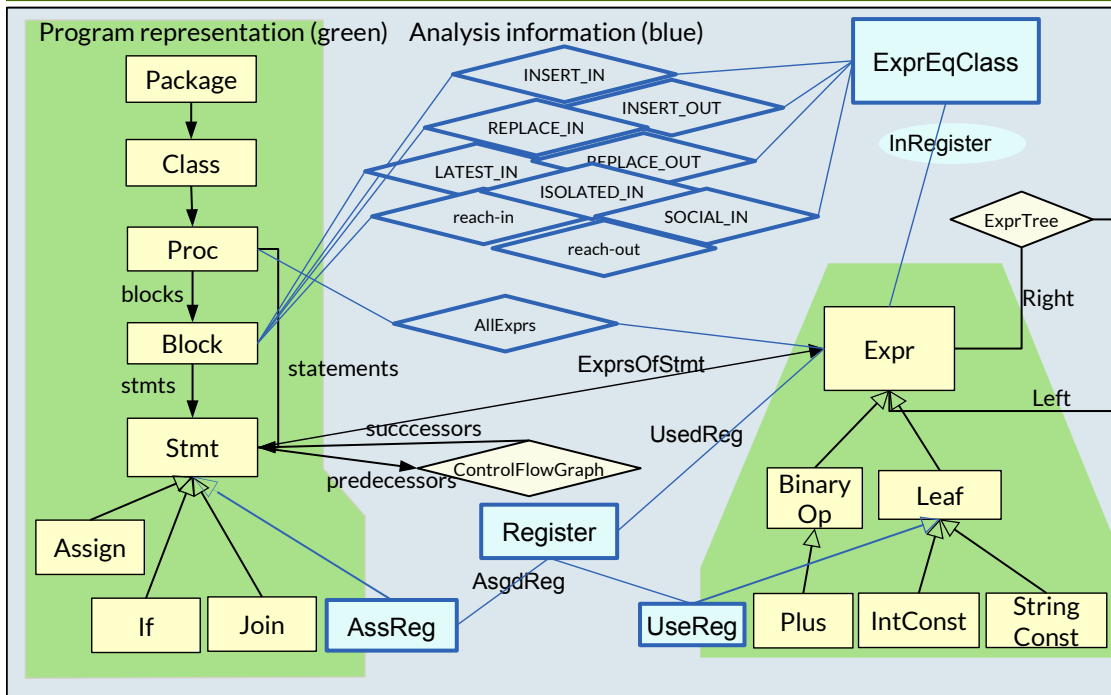 Program representation (green)
Analysis information (blue)
Package
INSERT_IN
ExprEqClass
INSERT_OUT
REPLACE_IN
InRegister
Class
REPLACE_OUT
LATEST_IN
ISOLATED_IN
reach-in
SOCIAL_IN
ExprTree
Proc
reach-out
blocks
Right
AllExprs
Block
Expr
ExprsOfStmt
statements
stmts
Left
succcessors
UsedReg
Stmt
ControlFlowGraph
predecessors
Binary
Op
Leaf
Register
Assign
AsgdReg
If
Join
AssReg
UseReg
Plus
IntConst
String
Const